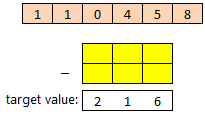 1 1 0 4 5 8
–
target value: 2 1 6